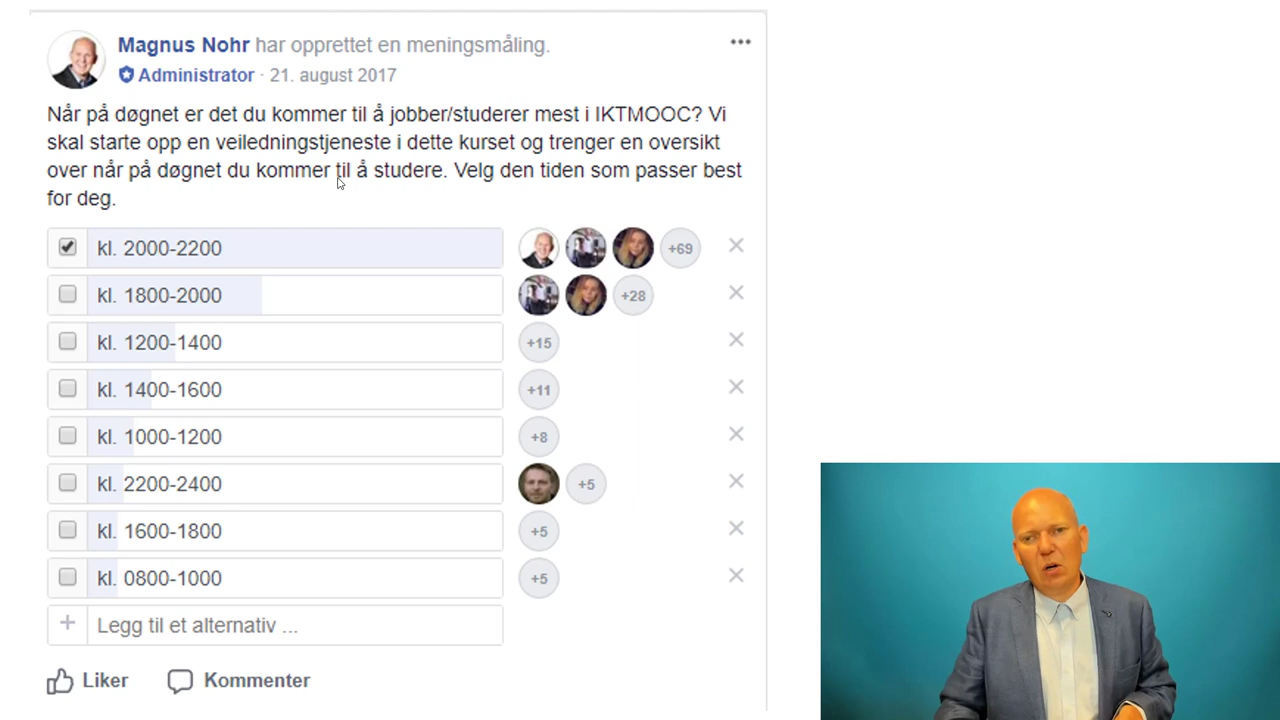 Magnus Nohr har opprettet en meningsmåling.
Administrator · 21. august 2017
Når på døgnet er det du kommer til å jobber/studerer mest i IKTMOOC? Vi
skal starte opp en veiledningstjeneste i dette kurset og trenger en oversikt
over når på døgnet du kommer til å studere. Velg den tiden som passer best
for deg.
kl. 2000-2200 +69
kl. 1800-2000 +28
kl. 1200-1400 +15
kl. 1400-1600 +11
kl. 1000-1200 +8
kl. 2200-2400 +5
kl. 1600-1800 +5
kl. 0800-1000 +5
Legg til et alternativ ...
Liker Kommenter